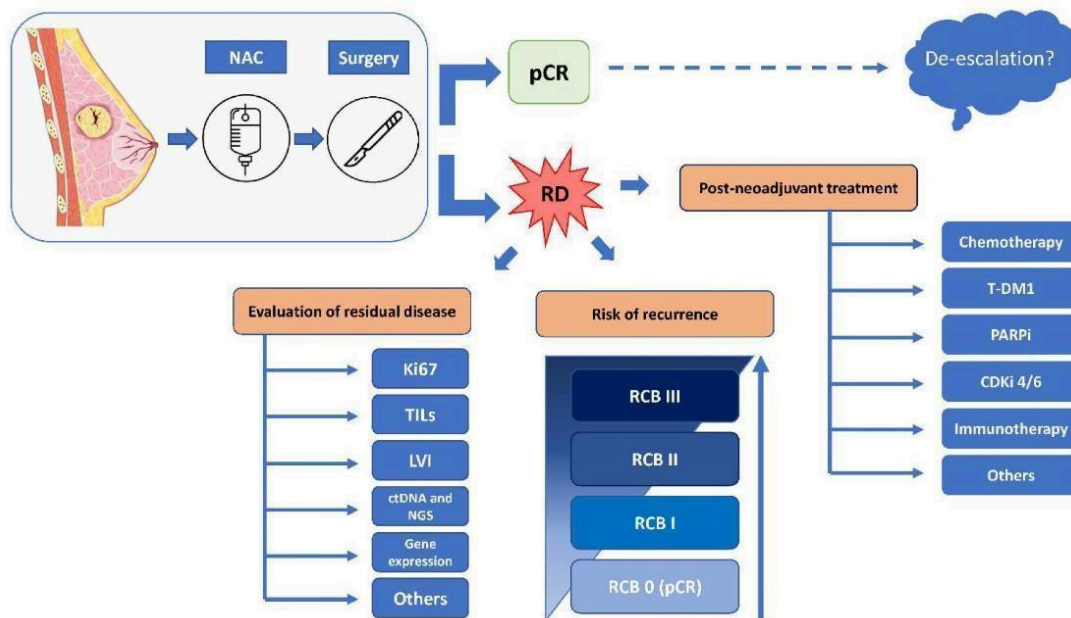 NAC
Surgery
pCR
De-escalation?
RD
Post-neoadjuvant treatment
Chemotherapy
T-DM1
PARPi
CDKi 4/6
Immunotherapy
Others
Evaluation of residual disease
Ki67
TILs
LVI
ctDNA and
NGS
Gene
expression
Others
Risk of recurrence
RCB III
RCB II
RCB I
RCB 0 (pCR)